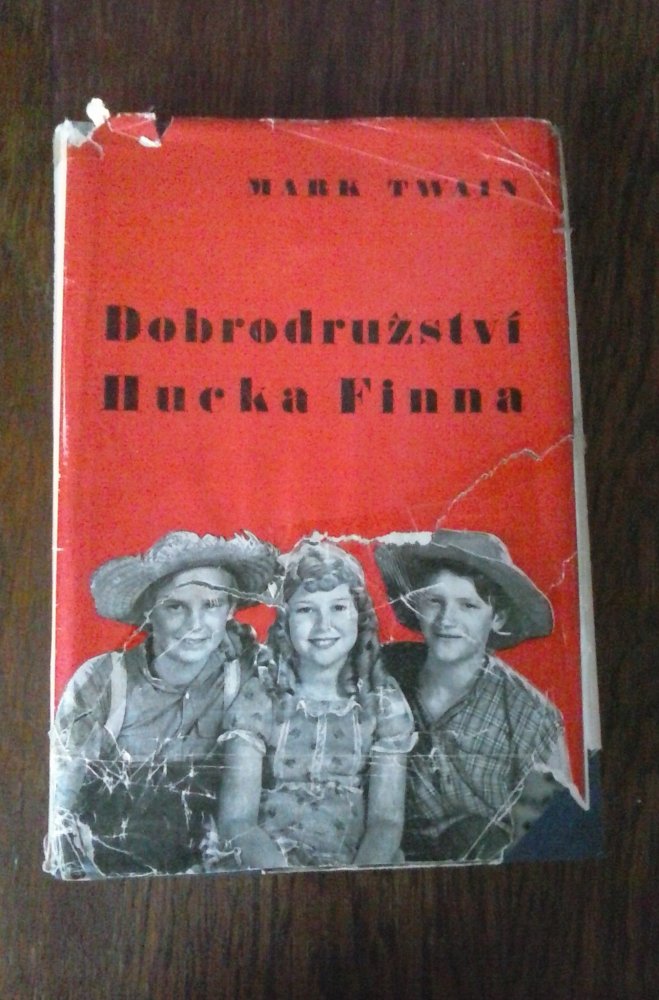 MARK TWAIN
Dobrodružství
Hucka Finna